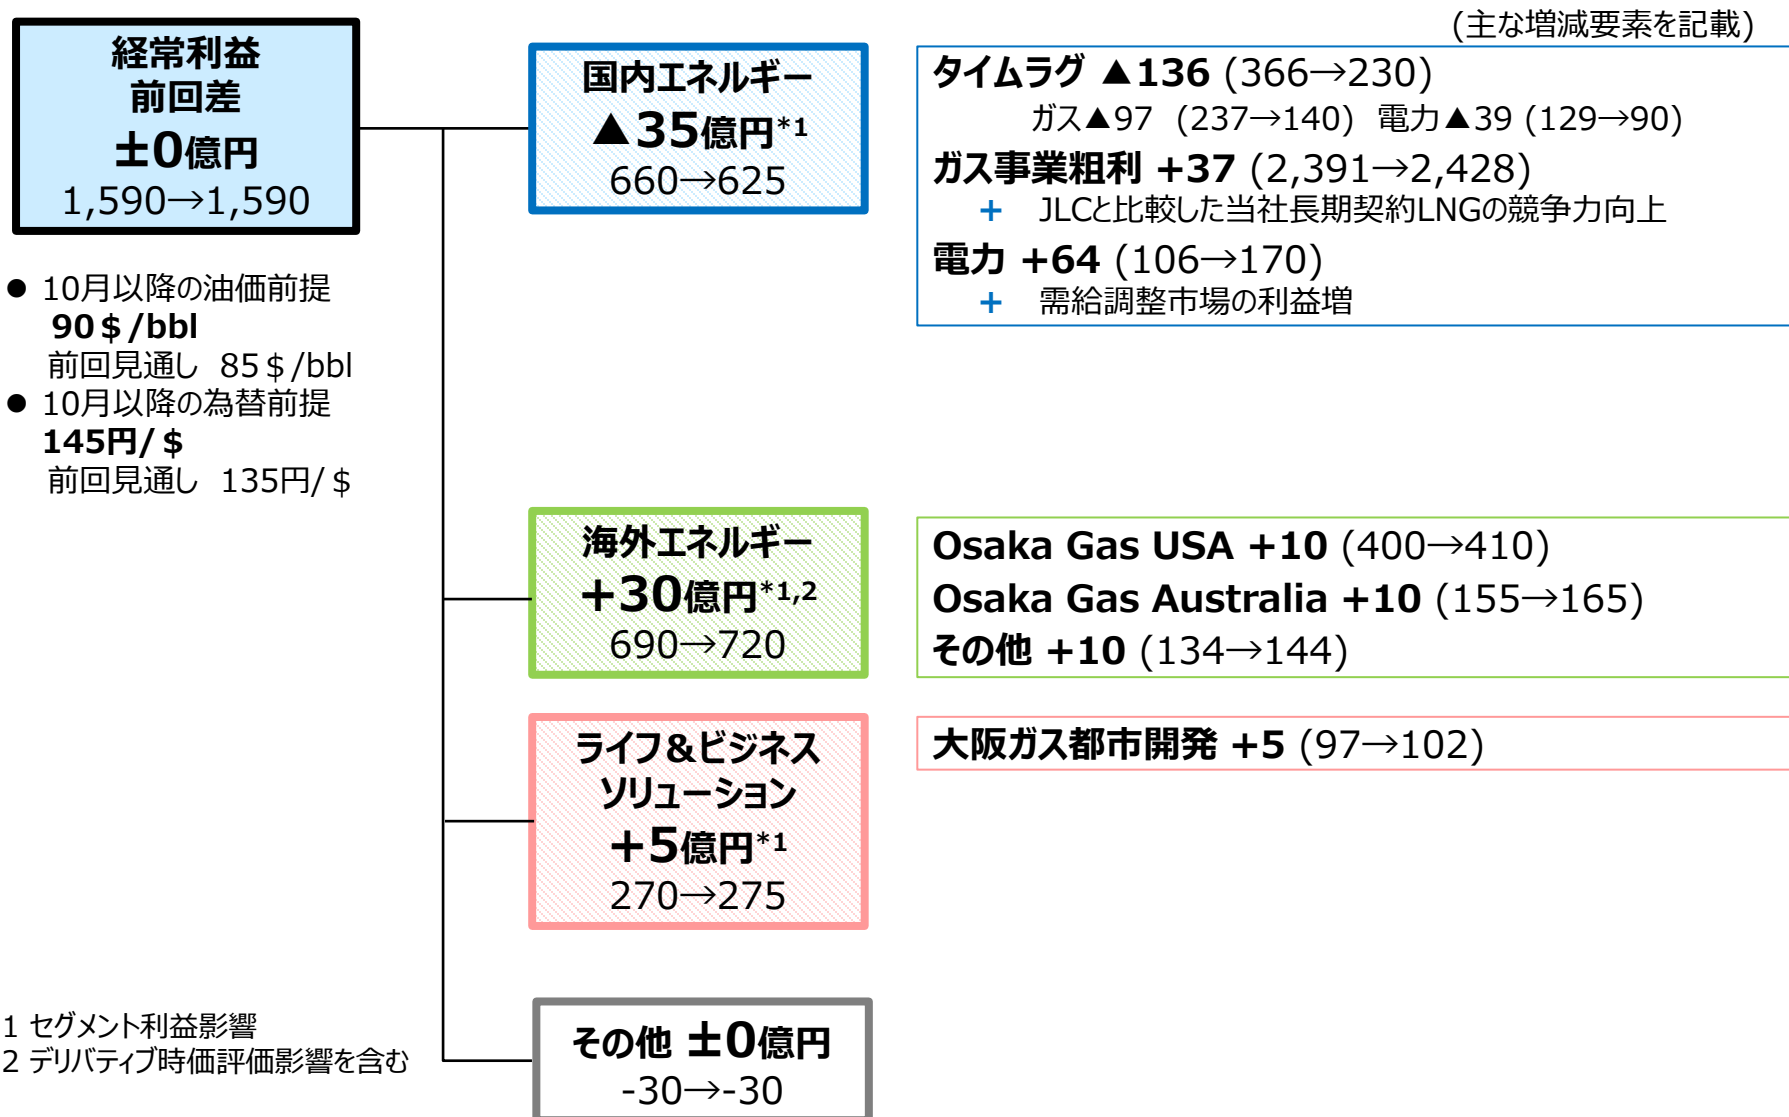 (主な増減要素を記載)
経常利益
前回差
±0億円
1,590→1,590
● 10月以降の油価前提
90＄/bbl
前回見通し 85＄/bbl
● 10月以降の為替前提
145円/＄
前回見通し 135円/＄
国内エネルギー
▲35億円*1
660→625
タイムラグ ▲136 (366→230)
ガス▲97 (237→140) 電力▲39 (129→90)
ガス事業粗利 +37 (2,391→2,428)
+ JLCと比較した当社長期契約LNGの競争力向上
電力 +64 (106→170)
+ 需給調整市場の利益増
海外エネルギー
+30億円*1,2
690→720
Osaka Gas USA +10 (400→410)
Osaka Gas Australia +10 (155→165)
その他 +10 (134→144)
ライフ&ビジネス
ソリューション
+5億円*1
270→275
大阪ガス都市開発 +5 (97→102)
その他 ±0億円
-30→-30
1 セグメント利益影響
2 デリバティブ時価評価影響を含む